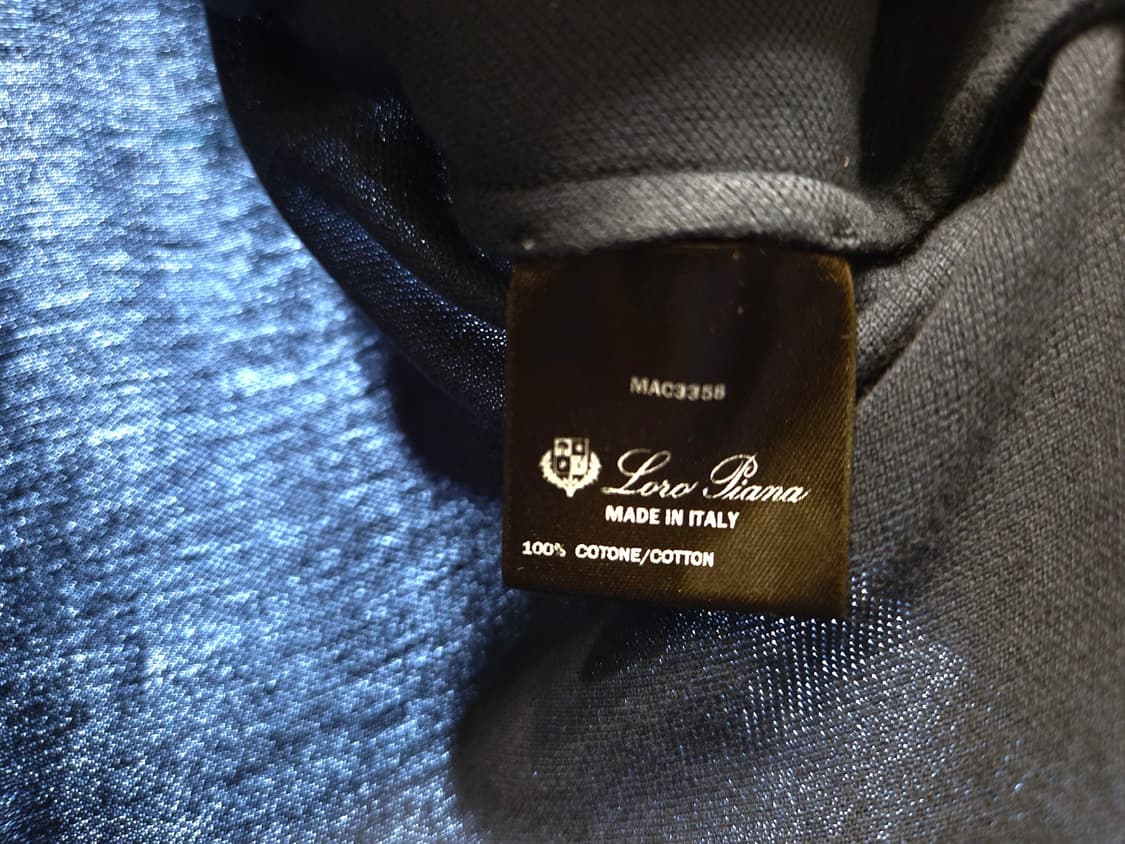 MAC3358
Loro Piana
MADE IN ITALY
100% COTONE/COTTON